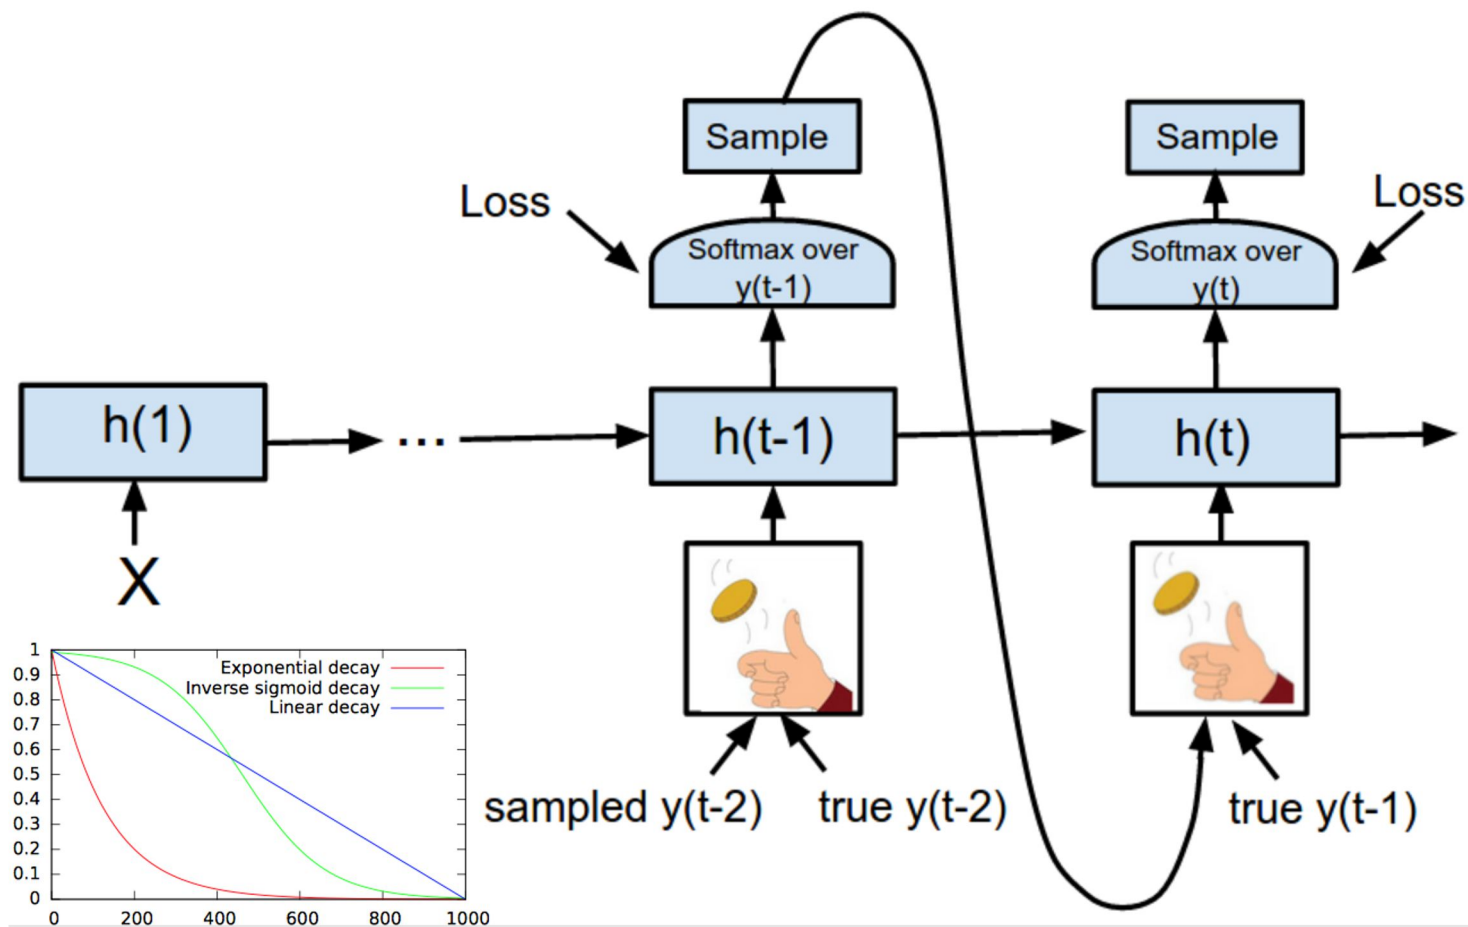 Sample
Sample
Loss
Loss
Softmax over
y(t-1)
Softmax over
y(t)
h(1)
...
h(t-1)
h(t)
X
sampled y(t-2)
true y(t-2)
true y(t-1)
Exponential decay
Inverse sigmoid decay
Linear decay
1
0.9
0.8
0.7
0.6
0.5
0.4
0.3
0.2
0.1
0
0 200 400 600 800 1000